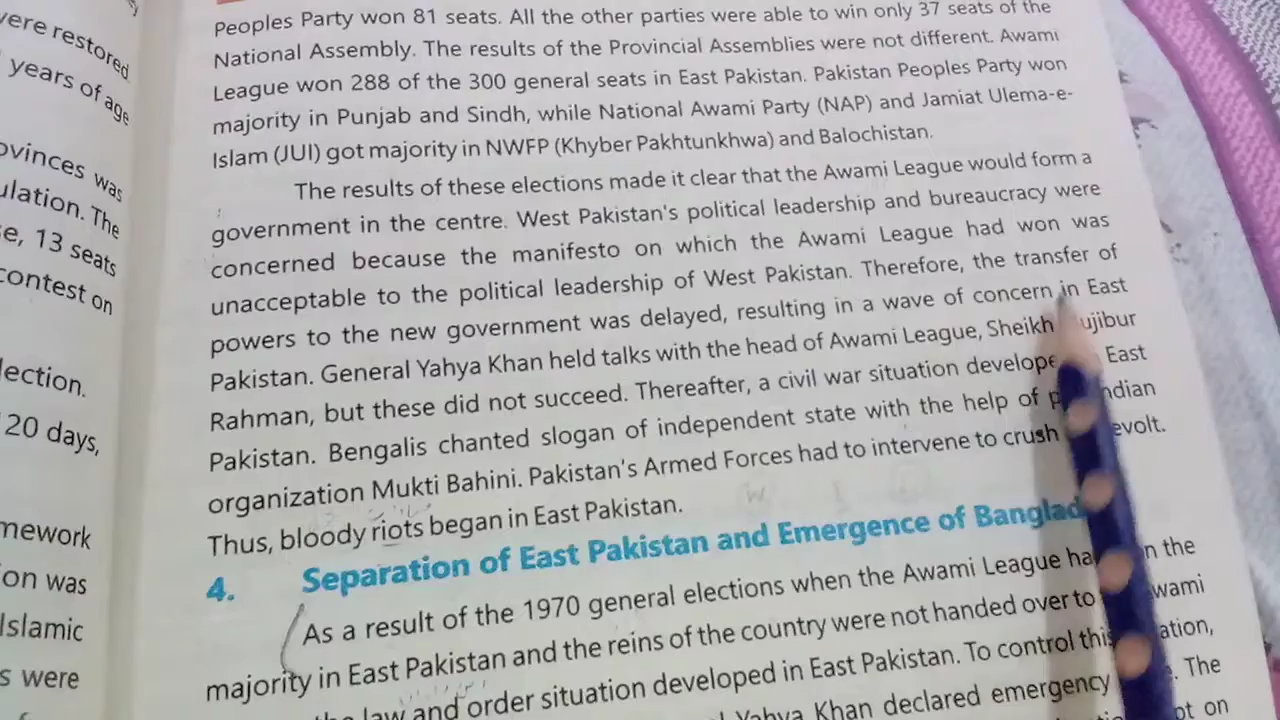 ere restored
years of age
ovinces was
ulation. The
e, 13 seats
contest on
lection.
20 days,
mework
on was
Islamic
s were
Peoples Party won 81 seats. All the other parties were able to win only 37 seats of the
National Assembly. The results of the Provincial Assemblies were not different. Awami
League won 288 of the 300 general seats in East Pakistan. Pakistan Peoples Party won
majority in Punjab and Sindh, while National Awami Party (NAP) and Jamiat Ulema-e-
Islam (JUI) got majority in NWFP (Khyber Pakhtunkhwa) and Balochistan.
The results of these elections made it clear that the Awami League would form a
government in the centre. West Pakistan's political leadership and bureaucracy were
concerned because the manifesto on which the Awami League had won was
unacceptable to the political leadership of West Pakistan. Therefore, the transfer of
powers to the new government was delayed, resulting in a wave of concern in East
Pakistan. General Yahya Khan held talks with the head of Awami League, Sheikh ujibur
Rahman, but these did not succeed. Thereafter, a civil war situation develope East
Pakistan. Bengalis chanted slogan of independent state with the help of p ndian
organization Mukti Bahini. Pakistan's Armed Forces had to intervene to crush evolt.
Thus, bloody riots began in East Pakistan.
4. Separation of East Pakistan and Emergence of Banglad
As a result of the 1970 general elections when the Awami League ha n the
majority in East Pakistan and the reins of the country were not handed over to wami
the law and order situation developed in East Pakistan. To control this ation,
Yahya Khan declared emergency . The
pt on